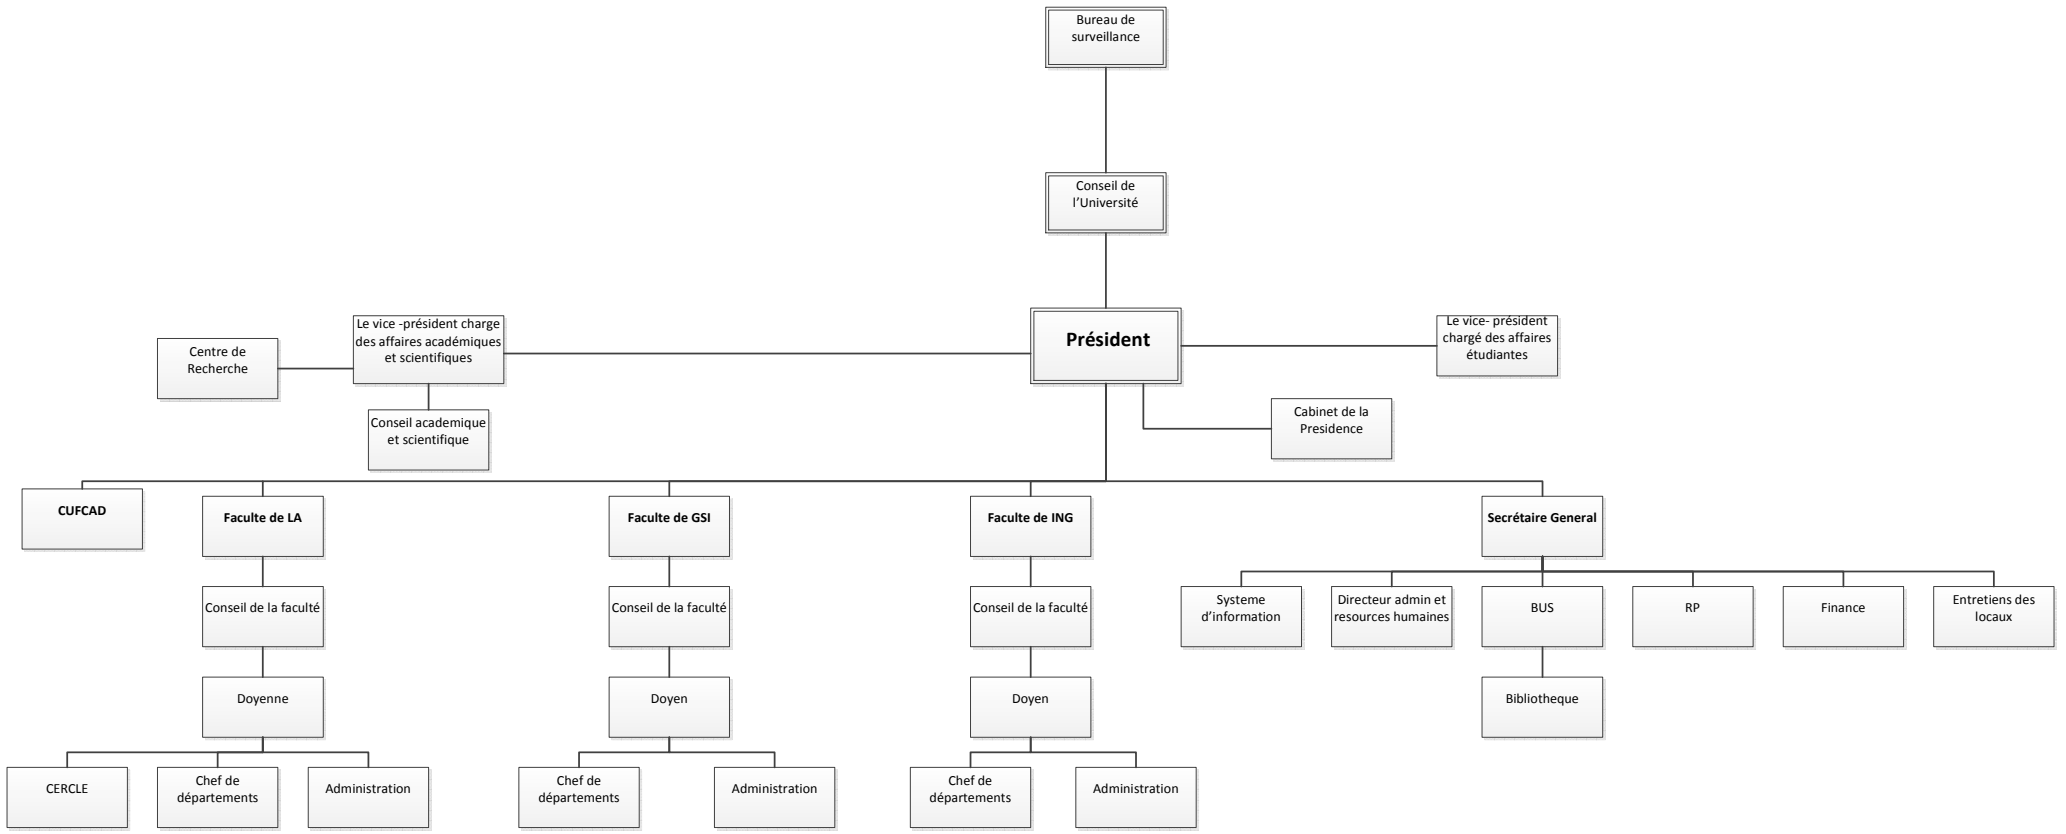 Bureau de
surveillance
Conseil de
l'Université
Le vice -président charge
des affaires académiques
et scientifiques
Centre de
Recherche
Président
Le vice- président
chargé des affaires
étudiantes
Conseil academique
et scientifique
Cabinet de la
Presidence
CUFCAD
Faculte de LA
Faculte de GSI
Faculte de ING
Secrétaire General
Conseil de la faculté
Conseil de la faculté
Conseil de la faculté
Systeme
d'information
Directeur admin et
resources humaines
BUS
RP
Finance
Entretiens des
locaux
Doyenne
Doyen
Doyen
Bibliotheque
CERCLE
Chef de
départements
Administration
Chef de
départements
Administration
Chef de
départements
Administration